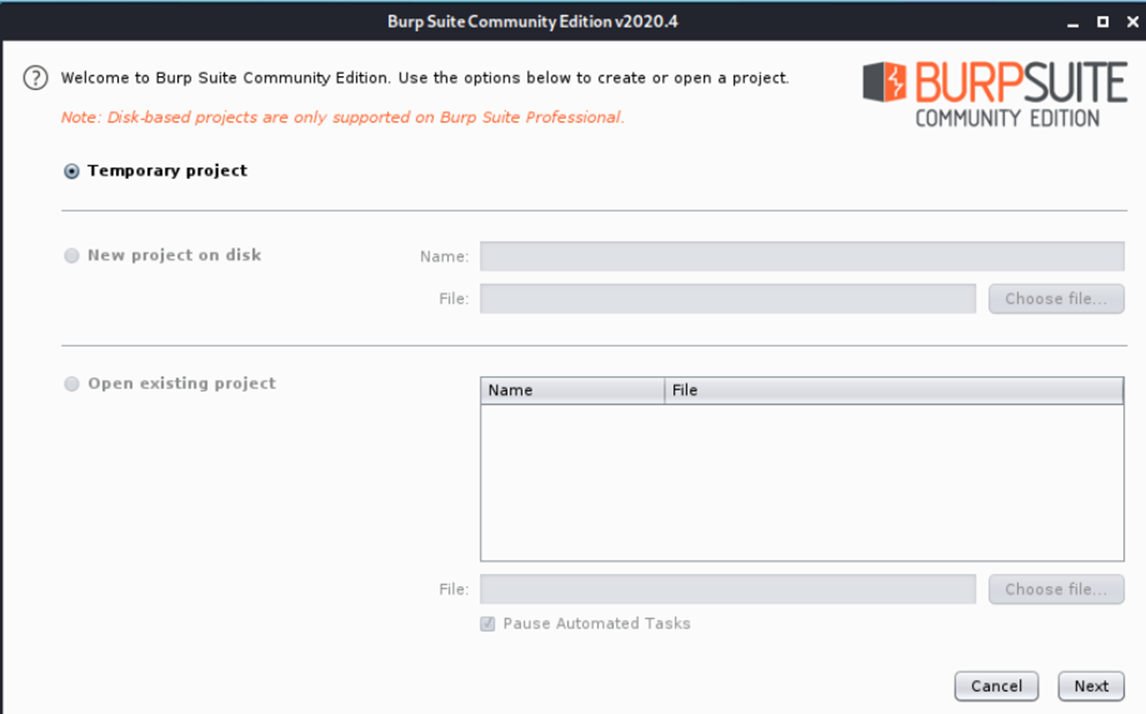 Burp Suite Community Edition v2020.4
Welcome to Burp Suite Community Edition. Use the options below to create or open a project.
Note: Disk-based projects are only supported on Burp Suite Professional.
BURPSUITE
COMMUNITY EDITION
Temporary project
New project on disk
Name:
File:
Choose file...
Open existing project
Name
File
File:
Choose file...
Pause Automated Tasks
Cancel
Next